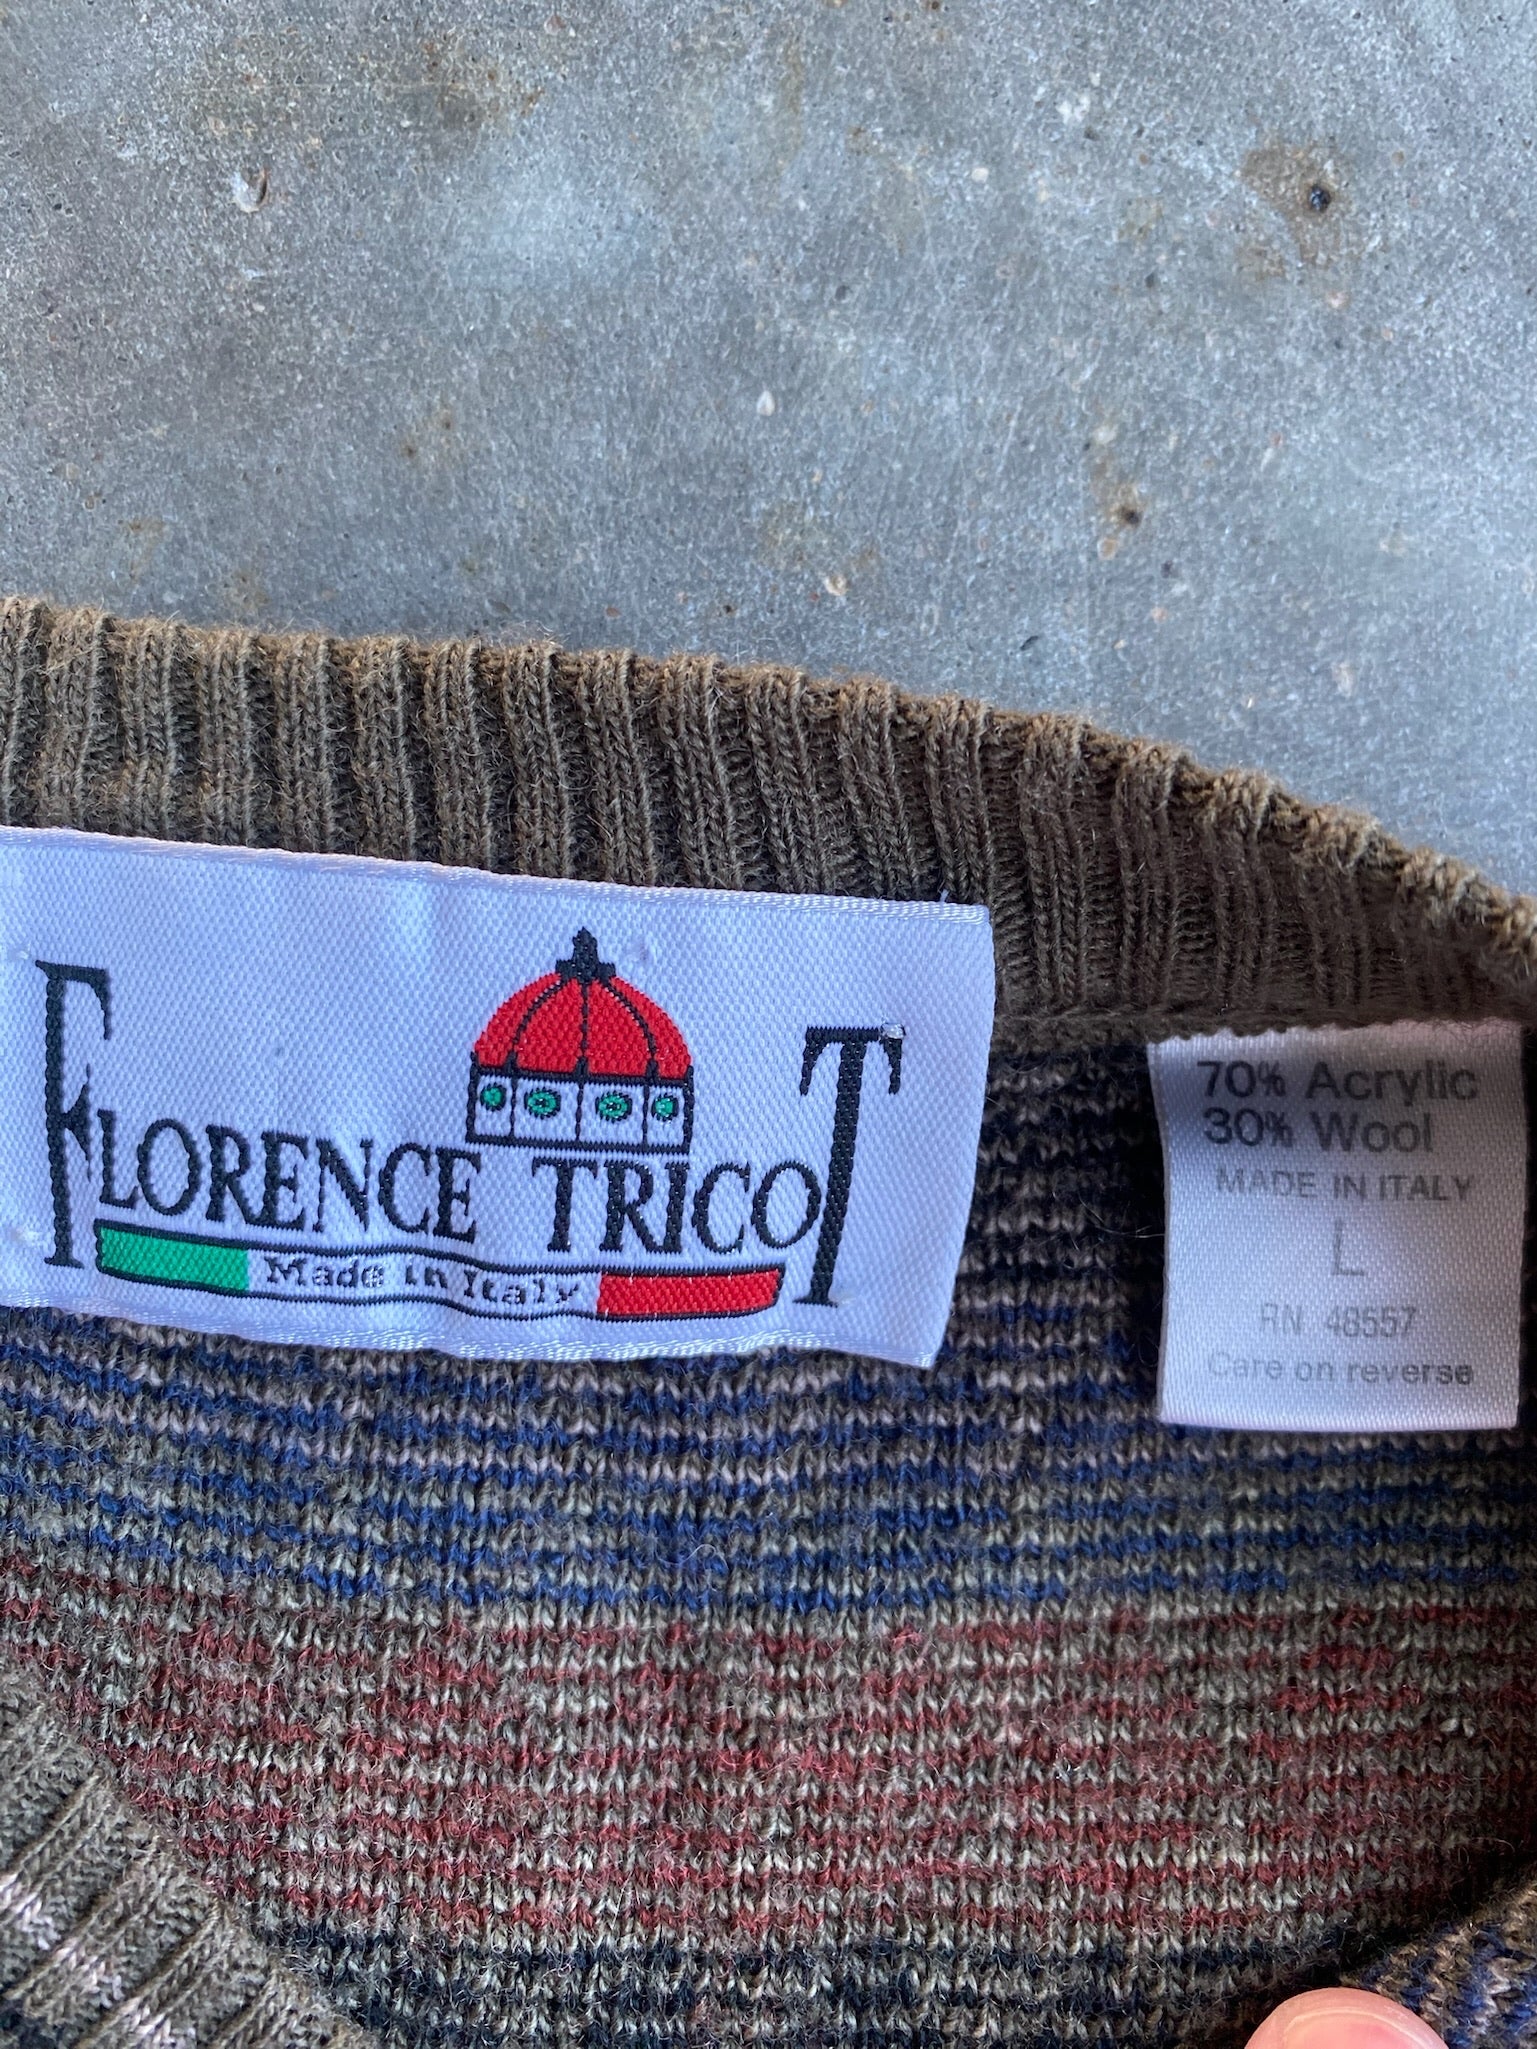 FLORENCE TRICOT
Made in Italy
70% Acrylic
30% Wool
MADE IN ITALY
L
RN 48557
Care on reverse